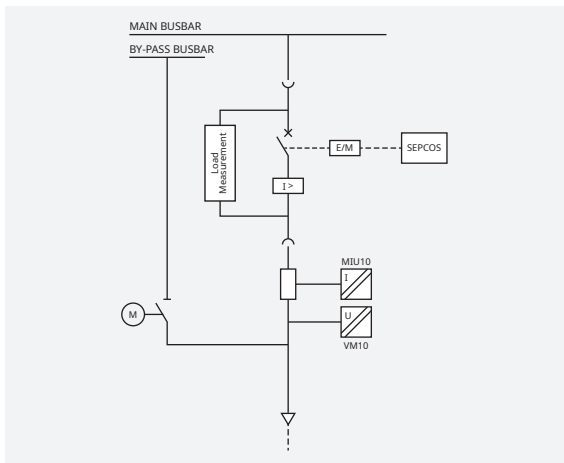 MAIN BUSBAR
BY-PASS BUSBAR
Load
Measurement
E/M
SEPCOS
I >
MIU10
I
M
U
VM10